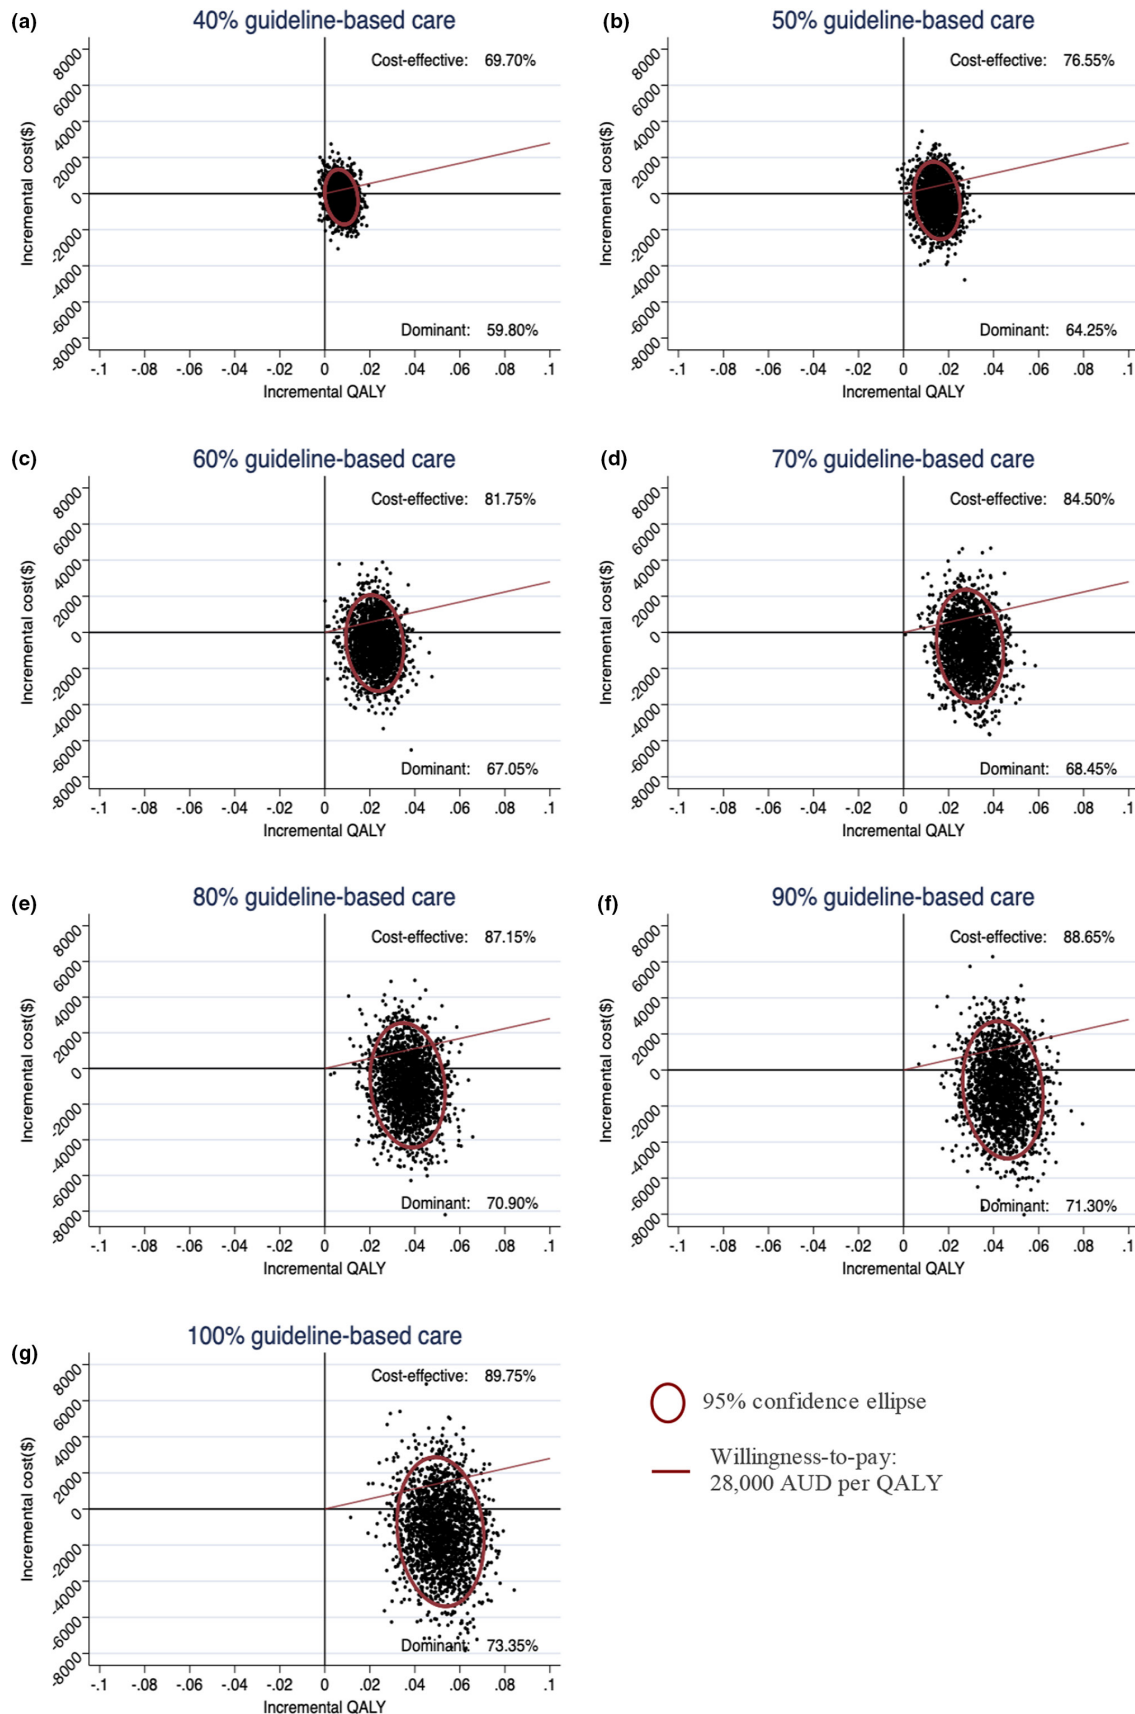 (a) 40% guideline-based care
Cost-effective: 69.70%
Incremental cost($)
8000
6000
4000
2000
0
-2000
-4000
-6000
-8000
Dominant: 59.80%
-.1 -.08 -.06 -.04 -.02 0 .02 .04 .06 .08 .1
Incremental QALY
(b) 50% guideline-based care
Cost-effective: 76.55%
Incremental cost($)
8000
6000
4000
2000
0
-2000
-4000
-6000
-8000
Dominant: 64.25%
-.1 -.08 -.06 -.04 -.02 0 .02 .04 .06 .08 .1
Incremental QALY
(c) 60% guideline-based care
Cost-effective: 81.75%
Incremental cost($)
8000
6000
4000
2000
0
-2000
-4000
-6000
-8000
Dominant: 67.05%
-.1 -.08 -.06 -.04 -.02 0 .02 .04 .06 .08 .1
Incremental QALY
(d) 70% guideline-based care
Cost-effective: 84.50%
Incremental cost($)
8000
6000
4000
2000
0
-2000
-4000
-6000
-8000
Dominant: 68.45%
-.1 -.08 -.06 -.04 -.02 0 .02 .04 .06 .08 .1
Incremental QALY
(e) 80% guideline-based care
Cost-effective: 87.15%
Incremental cost($)
8000
6000
4000
2000
0
-2000
-4000
-6000
-8000
Dominant: 70.90%
-.1 -.08 -.06 -.04 -.02 0 .02 .04 .06 .08 .1
Incremental QALY
(f) 90% guideline-based care
Cost-effective: 88.65%
Incremental cost($)
8000
6000
4000
2000
0
-2000
-4000
-6000
-8000
Dominant: 71.30%
-.1 -.08 -.06 -.04 -.02 0 .02 .04 .06 .08 .1
Incremental QALY
(g) 100% guideline-based care
Cost-effective: 89.75%
Incremental cost($)
8000
6000
4000
2000
0
-2000
-4000
-6000
-8000
Dominant: 73.35%
-.1 -.08 -.06 -.04 -.02 0 .02 .04 .06 .08 .1
Incremental QALY
95% confidence ellipse
Willingness-to-pay:
28,000 AUD per QALY